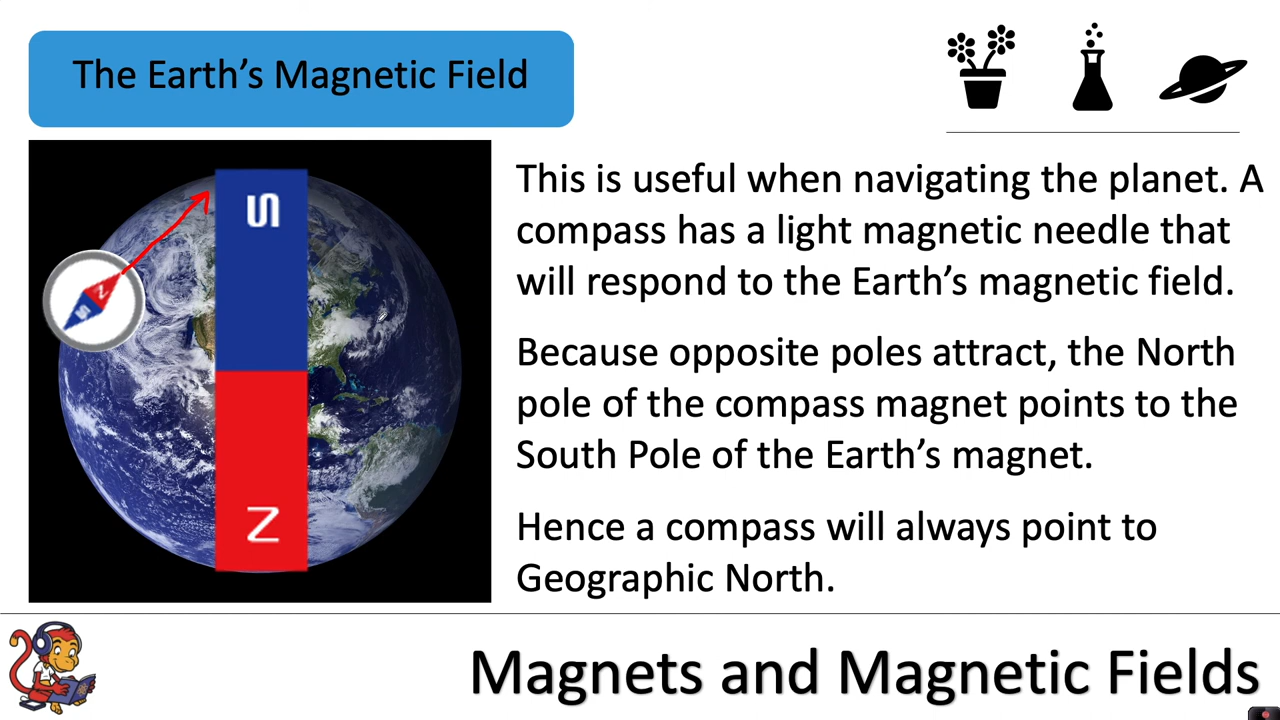 The Earth's Magnetic Field
This is useful when navigating the planet. A
compass has a light magnetic needle that
will respond to the Earth's magnetic field.
Because opposite poles attract, the North
pole of the compass magnet points to the
South Pole of the Earth's magnet.
Hence a compass will always point to
Geographic North.
S
N
N
S
Magnets and Magnetic Fields